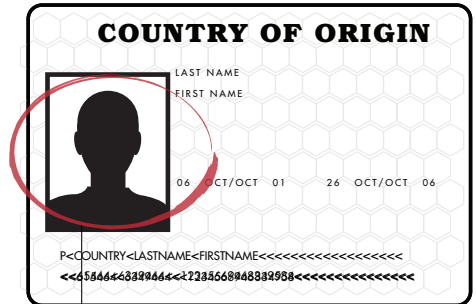 COUNTRY OF ORIGIN
LAST NAME
FIRST NAME
06 OCT/OCT 01 26 OCT/OCT 06
P<COUNTRY<LASTNAME<FIRSTNAME<<<<<<<<<<<<<<<<<<<